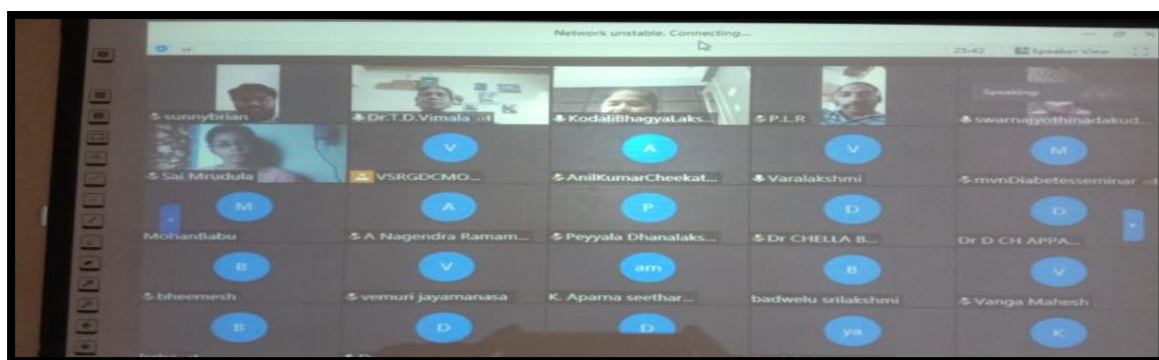 Network unstable. Connecting...
25:42 Speaker View
Speaking:
sunnybrian
Dr.T.D.Vimala
KodaliBhagyaLaks...
P.L.R
swarnajyothinadakud...
V
A
V
M
Sai Mrudula
VSRGDCMO...
AnilKumarCheekat...
Varalakshmi
mvnDiabetesseminar
M
A
P
D
D
MohanBabu
A Nagendra Ramam...
Peyyala Dhanalaks...
Dr CHELLA B...
Dr D CH APPA...
B
V
am
B
V
bheemesh
vemuri jayamanasa
K. Aparna seethar...
badwelu srilakshmi
Vanga Mahesh
B
D
D
ya
K